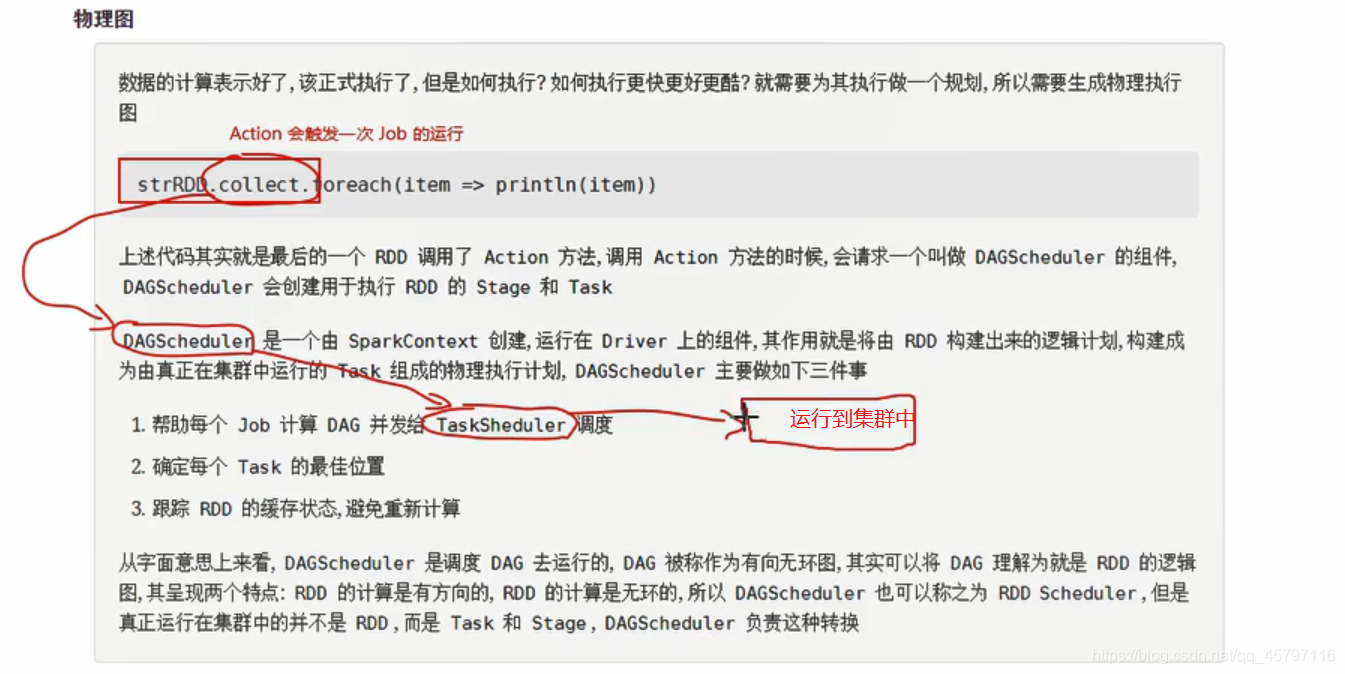 物理图
数据的计算表示好了, 该正式执行了, 但是如何执行? 如何执行更快更好更酷? 就需要为其执行做一个规划, 所以需要生成物理执行
图
Action 会触发一次 Job 的运行
strRDD.collect.foreach(item => println(item))
上述代码其实就是最后的一个 RDD 调用了 Action 方法, 调用 Action 方法的时候, 会请求一个叫做 DAGScheduler 的组件,
DAGScheduler 会创建用于执行 RDD 的 Stage 和 Task
DAGScheduler 是一个由 SparkContext 创建, 运行在 Driver 上的组件, 其作用就是将由 RDD 构建出来的逻辑计划, 构建成
为由真正在集群中运行的 Task 组成的物理执行计划, DAGScheduler 主要做如下三件事
1. 帮助每个 Job 计算 DAG 并发给 TaskSheduler 调度
运行到集群中
2. 确定每个 Task 的最佳位置
3. 跟踪 RDD 的缓存状态, 避免重新计算
从字面意思上来看, DAGScheduler 是调度 DAG 去运行的, DAG 被称作为有向无环图, 其实可以将 DAG 理解为就是 RDD 的逻辑
图, 其呈现两个特点: RDD 的计算是有方向的, RDD 的计算是无环的, 所以 DAGScheduler 也可以称之为 RDD Scheduler, 但是
真正运行在集群中的并不是 RDD, 而是 Task 和 Stage, DAGScheduler 负责这种转换
https://blog.csdn.net/qq_45797116